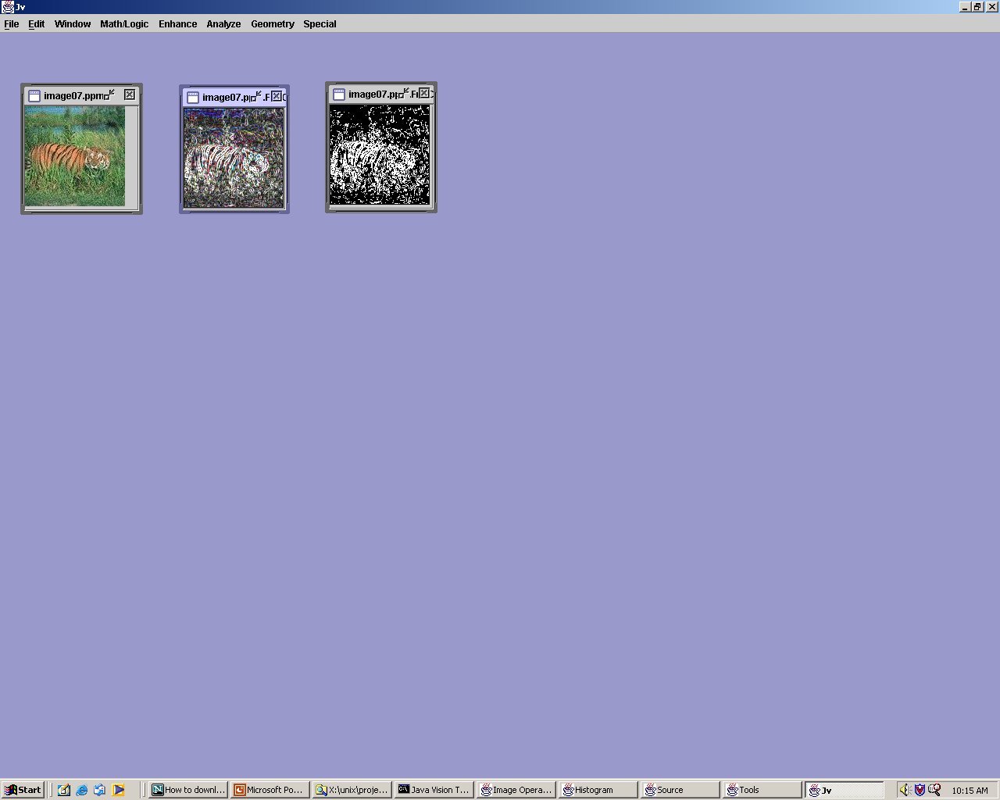 Jv
File Edit Window Math/Logic Enhance Analyze Geometry Special
image07.ppm
image07.p .F
image07.pp .F
Start How to downl... Microsoft Po... X:\unix\proje... Java Vision T... Image Opera... Histogram Source Tools Jv 10:15 AM